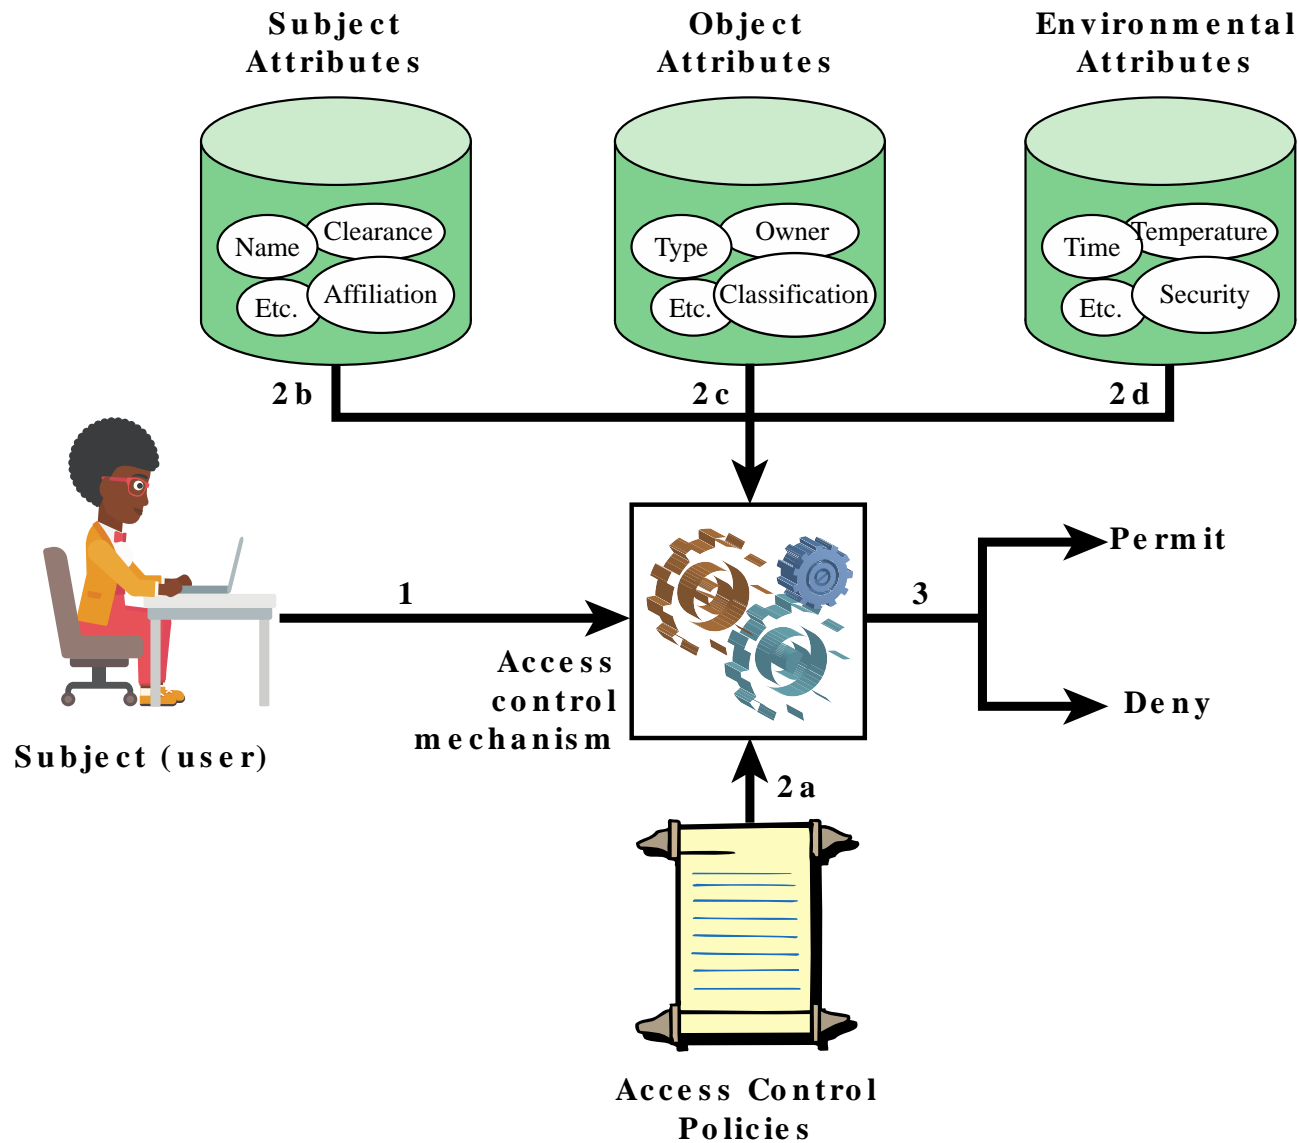 Subject
Attributes
Object
Attributes
Environmental
Attributes
Name
Clearance
Etc.
Affiliation
Type
Owner
Etc.
Classification
Time
Temperature
Etc.
Security
2b
2c
2d
1
3
Permit
Deny
Access
control
mechanism
Subject (user)
2a
Access Control
Policies